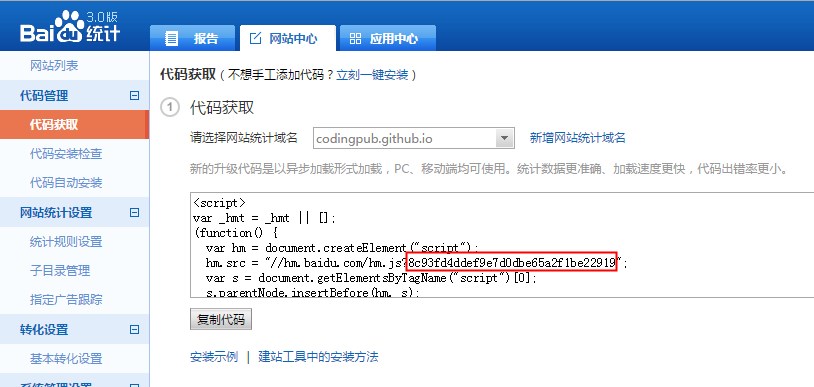 Baidu 统计 3.0版
报告
网站中心
应用中心
网站列表
代码管理
代码获取
代码安装检查
代码自动安装
网站统计设置
统计规则设置
子目录管理
指定广告跟踪
转化设置
基本转化设置
系统管理设置
代码获取 ( 不想手工添加代码？立刻一键安装 )
1 代码获取
请选择网站统计域名 codingpub.github.io 新增网站统计域名
新的升级代码是以异步加载形式加载，PC、移动端均可使用。统计数据更准确、加载速度更快，代码出错率更小。
<script>
var _hmt = _hmt || [];
(function() {
var hm = document.createElement("script");
hm.src = "//hm.baidu.com/hm.js?8c93fd4ddef9e7d0dbe65a2f1be22919";
var s = document.getElementsByTagName("script")[0];
s.parentNode.insertBefore(hm, s);
复制代码
安装示例 | 建站工具中的安装方法